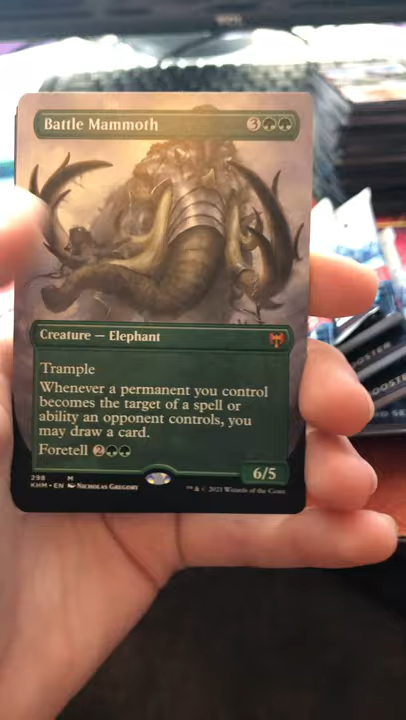 Battle Mammoth 3
Creature — Elephant
Trample
Whenever a permanent you control
becomes the target of a spell or
ability an opponent controls, you
may draw a card.
Foretell 2
6/5
298 M
KHM • EN Nicholas Gregory
™ & © 2021 Wizards of the Coast
OOSTER
OOSTER